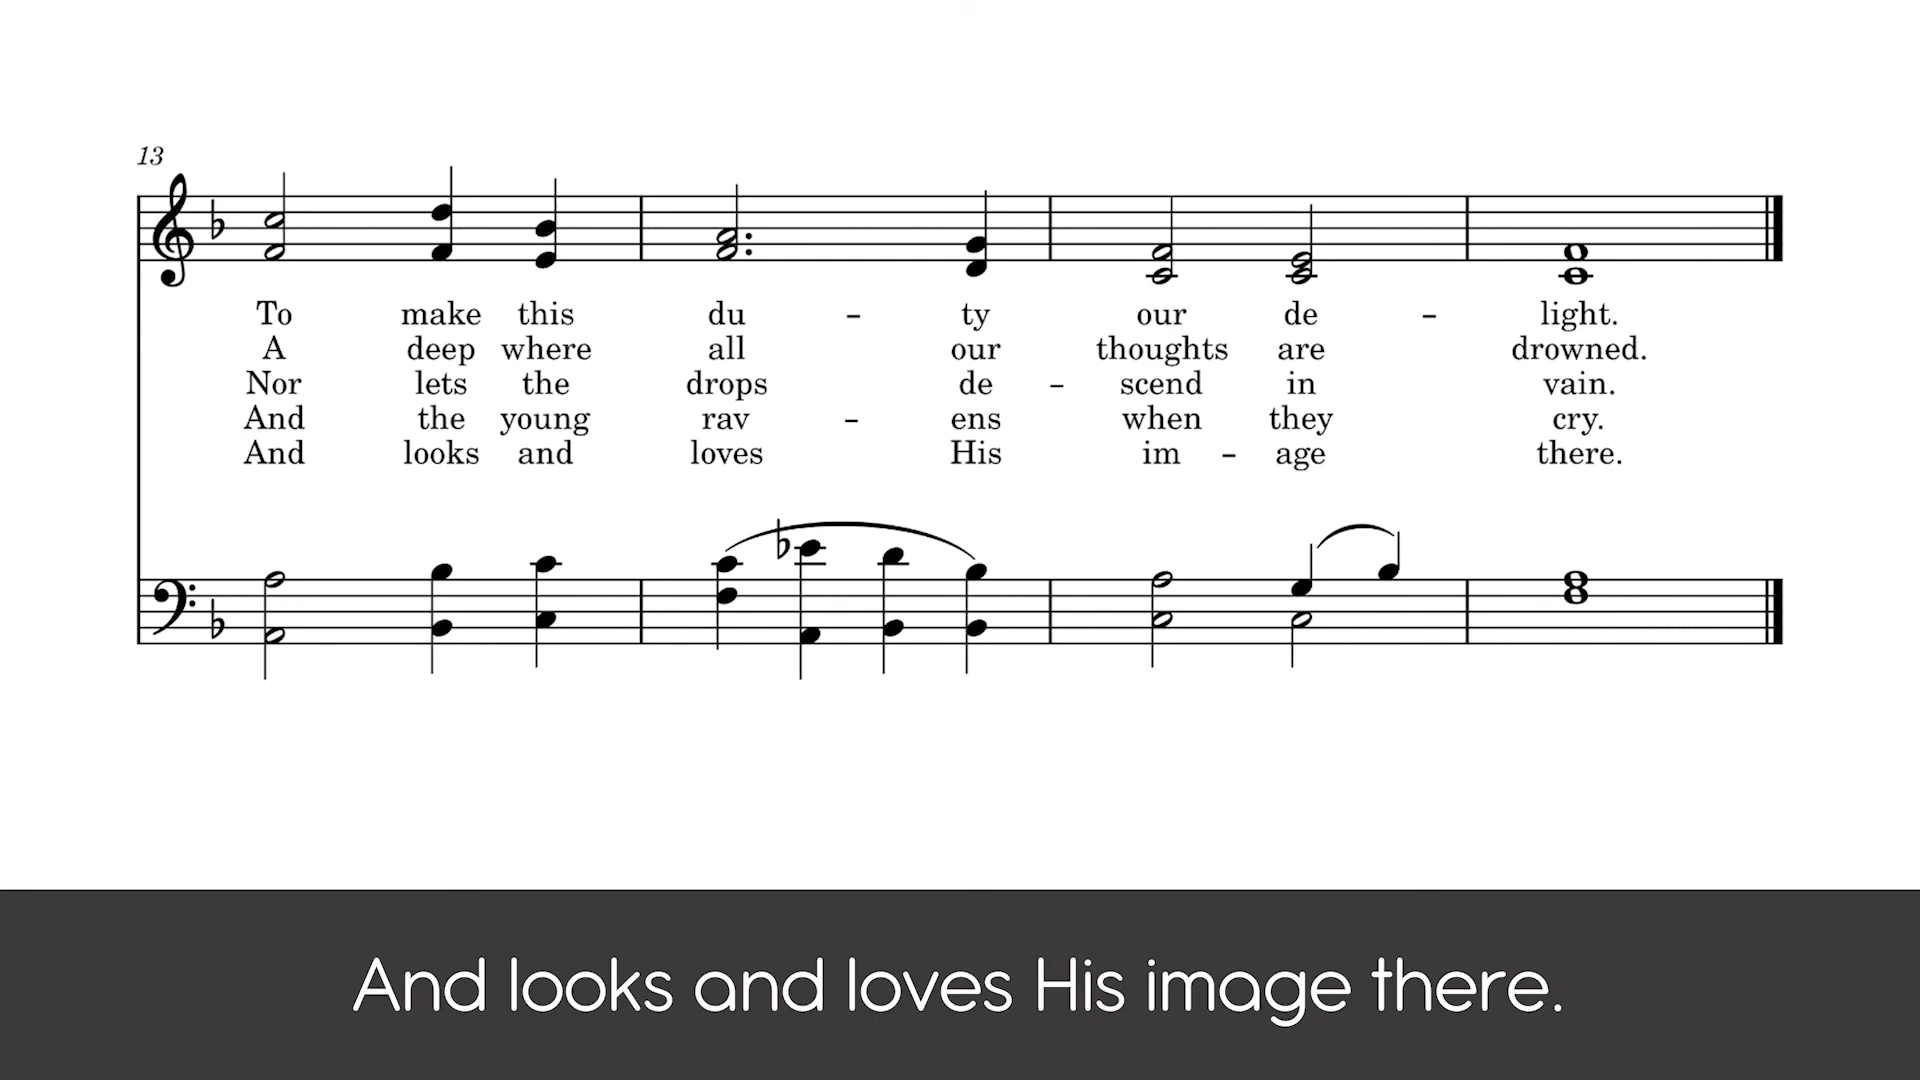 13
To make this du - ty our de - light.
A deep where all our thoughts are drowned.
Nor lets the drops de - scend in vain.
And the young rav - ens when they cry.
And looks and loves His im - age there.
And looks and loves His image there.